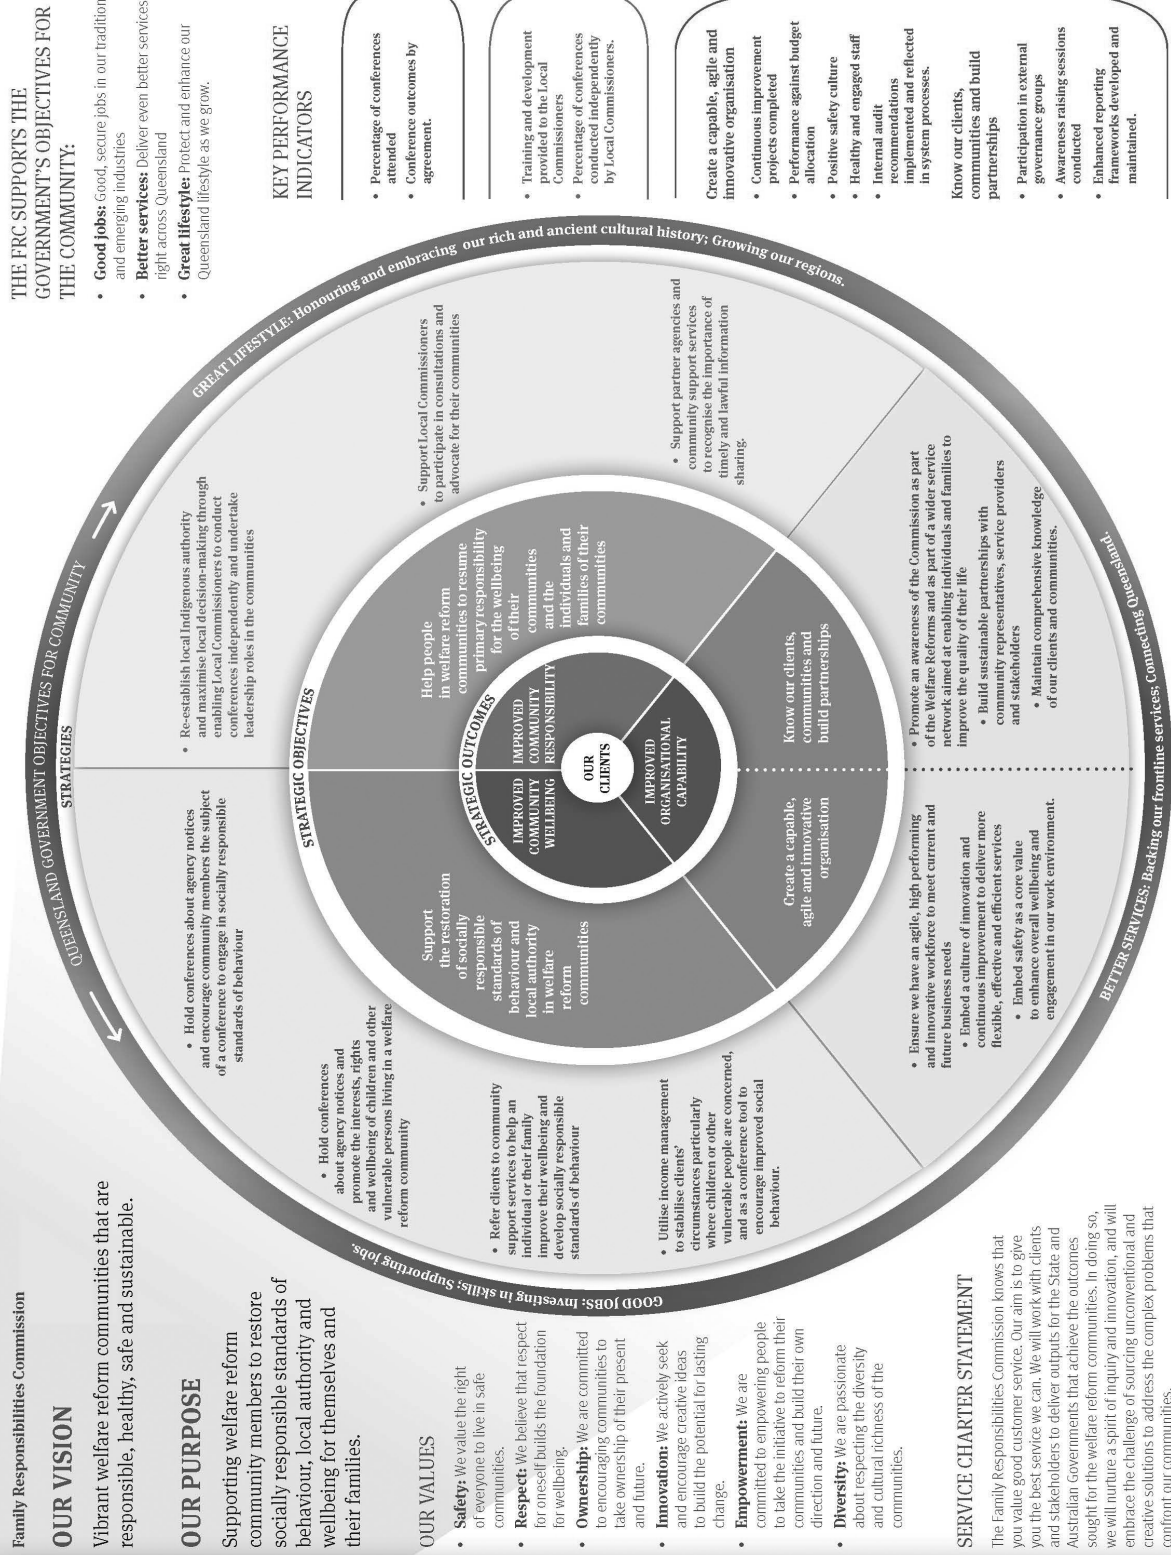 Family Responsibilities Commission
OUR VISION
Vibrant welfare reform communities that are
responsible, healthy, safe and sustainable.
OUR PURPOSE
Supporting welfare reform
community members to restore
socially responsible standards of
behaviour, local authority and
wellbeing for themselves and
their families.
OUR VALUES
• Safety: We value the right
of everyone to live in safe
communities.
• Respect: We believe that respect
for oneself builds the foundation
for wellbeing.
• Ownership: We are committed
to encouraging communities to
take ownership of their present
and future.
• Innovation: We actively seek
and encourage creative ideas
to build the potential for lasting
change.
• Empowerment: We are
committed to empowering people
to take the initiative to reform their
communities and build their own
direction and future.
• Diversity: We are passionate
about respecting the diversity
and cultural richness of the
communities.
SERVICE CHARTER STATEMENT
The Family Responsibilities Commission knows that
you value good customer service. Our aim is to give
you the best service we can. We will work with clients
and stakeholders to deliver outputs for the State and
Australian Governments that achieve the outcomes
sought for the welfare reform communities. In doing so,
we will nurture a spirit of inquiry and innovation, and will
embrace the challenge of sourcing unconventional and
creative solutions to address the complex problems that
confront our communities.
QUEENSLAND GOVERNMENT OBJECTIVES FOR COMMUNITY
GREAT LIFESTYLE: Honouring and embracing our rich and ancient cultural history; Growing our regions.
BETTER SERVICES: Backing our frontline services; Connecting Queensland.
GOOD JOBS: Investing in skills; Supporting jobs.
STRATEGIES
• Hold conferences about agency notices
and encourage community members the subject
of a conference to engage in socially responsible
standards of behaviour
• Hold conferences
about agency notices and
promote the interests, rights
and wellbeing of children and other
vulnerable persons living in a welfare
reform community
• Refer clients to community
support services to help an
individual or their family
improve their wellbeing and
develop socially responsible
standards of behaviour
• Utilise income management
to stabilise clients'
circumstances particularly
where children or other
vulnerable people are concerned,
and as a conference tool to
encourage improved social
behaviour.
• Re-establish local Indigenous authority
and maximise local decision-making through
enabling Local Commissioners to conduct
conferences independently and undertake
leadership roles in the communities
• Support Local Commissioners
to participate in consultations and
advocate for their communities
• Support partner agencies and
community support services
to recognise the importance of
timely and lawful information
sharing.
• Ensure we have an agile, high performing
and innovative workforce to meet current and
future business needs
• Embed a culture of innovation and
continuous improvement to deliver more
flexible, effective and efficient services
• Embed safety as a core value
to enhance overall wellbeing and
engagement in our work environment.
• Promote an awareness of the Commission as part
of the Welfare Reforms and as part of a wider service
network aimed at enabling individuals and families to
improve the quality of their life
• Build sustainable partnerships with
community representatives, service providers
and stakeholders
• Maintain comprehensive knowledge
of our clients and communities.
STRATEGIC OBJECTIVES
Support
the restoration
of socially
responsible
standards of
behaviour and
local authority
in welfare
reform
communities
Help people
in welfare reform
communities to resume
primary responsibility
for the wellbeing
of their
communities
and the
individuals and
families of their
communities
Create a capable,
agile and innovative
organisation
Know our clients,
communities and
build partnerships
STRATEGIC OUTCOMES
IMPROVED
COMMUNITY
WELLBEING
IMPROVED
COMMUNITY
RESPONSIBILITY
OUR
CLIENTS
IMPROVED
ORGANISATIONAL
CAPABILITY
THE FRC SUPPORTS THE
GOVERNMENT'S OBJECTIVES FOR
THE COMMUNITY:
• Good jobs: Good, secure jobs in our tradition
and emerging industries
• Better services: Deliver even better services
right across Queensland
• Great lifestyle: Protect and enhance our
Queensland lifestyle as we grow.
KEY PERFORMANCE
INDICATORS
• Percentage of conferences
attended
• Conference outcomes by
agreement.
• Training and development
provided to the Local
Commissioners
• Percentage of conferences
conducted independently
by Local Commissioners.
Create a capable, agile and
innovative organisation
• Continuous improvement
projects completed
• Performance against budget
allocation
• Positive safety culture
• Healthy and engaged staff
• Internal audit
recommendations
implemented and reflected
in system processes.
Know our clients,
communities and build
partnerships
• Participation in external
governance groups
• Awareness raising sessions
conducted
• Enhanced reporting
frameworks developed and
maintained.